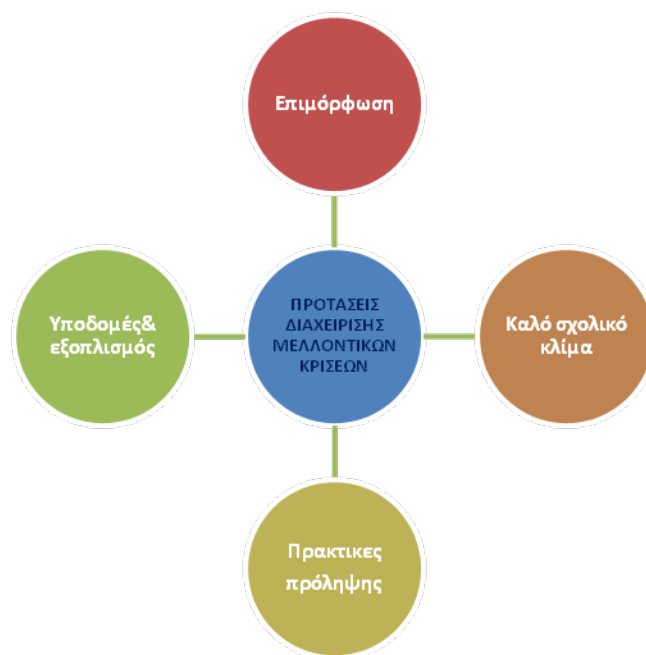 Επιμόρφωση
Υποδομές&
εξοπλισμός
ΠΡΟΤΑΣΕΙΣ
ΔΙΑΧΕΙΡΙΣΗΣ
ΜΕΛΛΟΝΤΙΚΩΝ
ΚΡΙΣΕΩΝ
Καλό σχολικό
κλίμα
Πρακτικες
πρόληψης